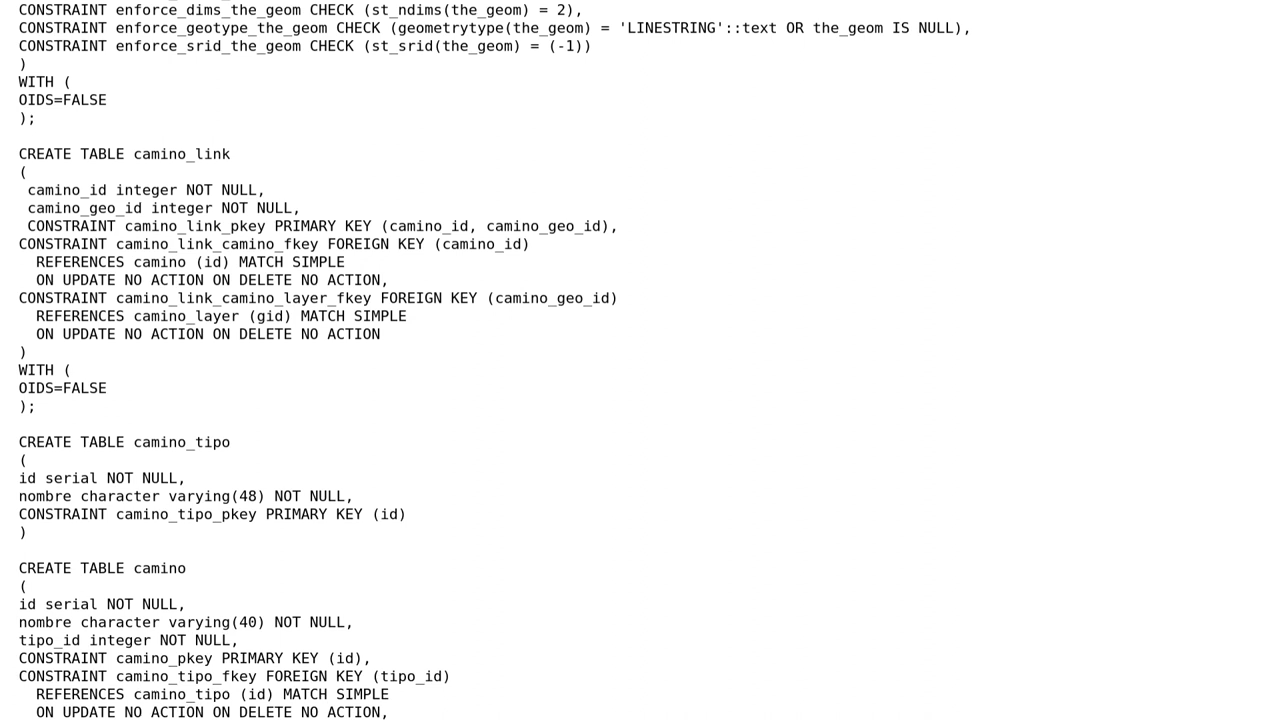 CONSTRAINT enforce_dims_the_geom CHECK (st_ndims(the_geom) = 2),
CONSTRAINT enforce_geotype_the_geom CHECK (geometrytype(the_geom) = 'LINESTRING'::text OR the_geom IS NULL),
CONSTRAINT enforce_srid_the_geom CHECK (st_srid(the_geom) = (-1))
)
WITH (
OIDS=FALSE
);

CREATE TABLE camino_link
(
 camino_id integer NOT NULL,
 camino_geo_id integer NOT NULL,
 CONSTRAINT camino_link_pkey PRIMARY KEY (camino_id, camino_geo_id),
CONSTRAINT camino_link_camino_fkey FOREIGN KEY (camino_id)
  REFERENCES camino (id) MATCH SIMPLE
  ON UPDATE NO ACTION ON DELETE NO ACTION,
CONSTRAINT camino_link_camino_layer_fkey FOREIGN KEY (camino_geo_id)
  REFERENCES camino_layer (gid) MATCH SIMPLE
  ON UPDATE NO ACTION ON DELETE NO ACTION
)
WITH (
OIDS=FALSE
);

CREATE TABLE camino_tipo
(
id serial NOT NULL,
nombre character varying(48) NOT NULL,
CONSTRAINT camino_tipo_pkey PRIMARY KEY (id)
)

CREATE TABLE camino
(
id serial NOT NULL,
nombre character varying(40) NOT NULL,
tipo_id integer NOT NULL,
CONSTRAINT camino_pkey PRIMARY KEY (id),
CONSTRAINT camino_tipo_fkey FOREIGN KEY (tipo_id)
  REFERENCES camino_tipo (id) MATCH SIMPLE
  ON UPDATE NO ACTION ON DELETE NO ACTION,